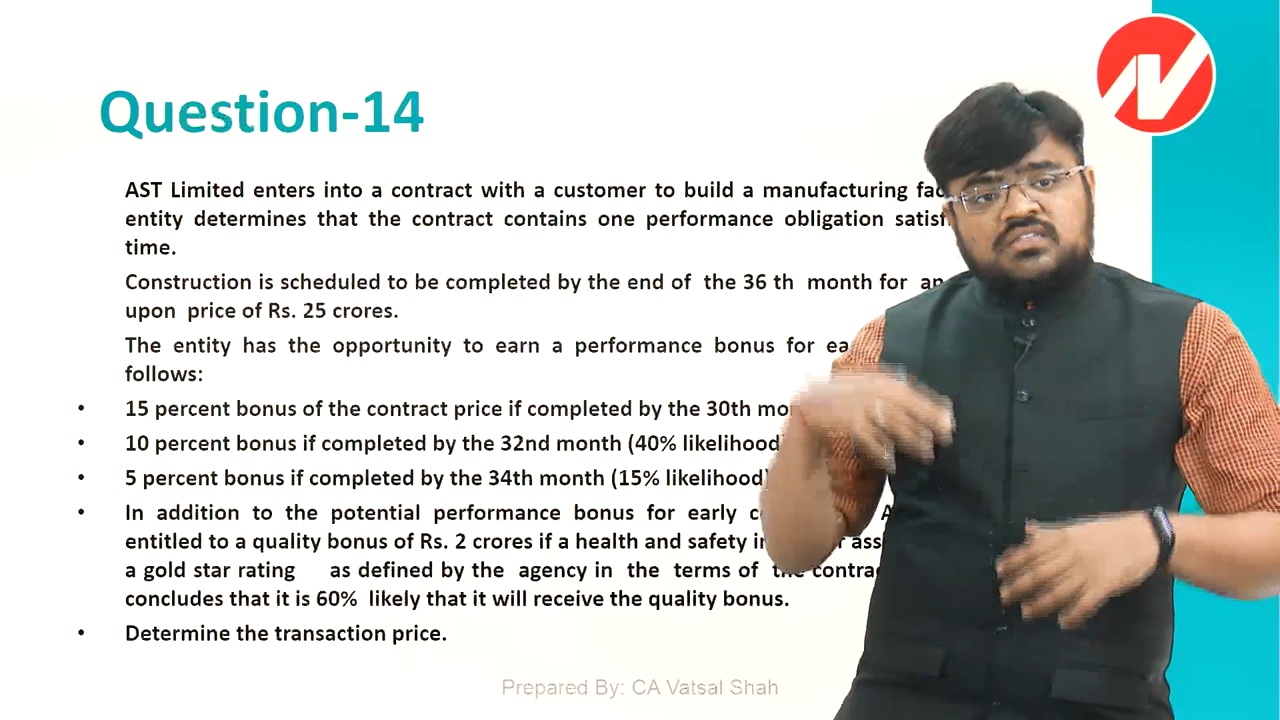 Question-14
AST Limited enters into a contract with a customer to build a manufacturing
entity determines that the contract contains one performance obligation
time.
Construction is scheduled to be completed by the end of the 36 th month for
upon price of Rs. 25 crores.
The entity has the opportunity to earn a performance bonus for
follows:
• 15 percent bonus of the contract price if completed by the 30th
• 10 percent bonus if completed by the 32nd month (40% likelihood)
• 5 percent bonus if completed by the 34th month (15% likelihood)
• In addition to the potential performance bonus for early
entitled to a quality bonus of Rs. 2 crores if a health and safety
a gold star rating as defined by the agency in the terms of the
concludes that it is 60% likely that it will receive the quality bonus.
• Determine the transaction price.
Prepared By: CA Vatsal Shah